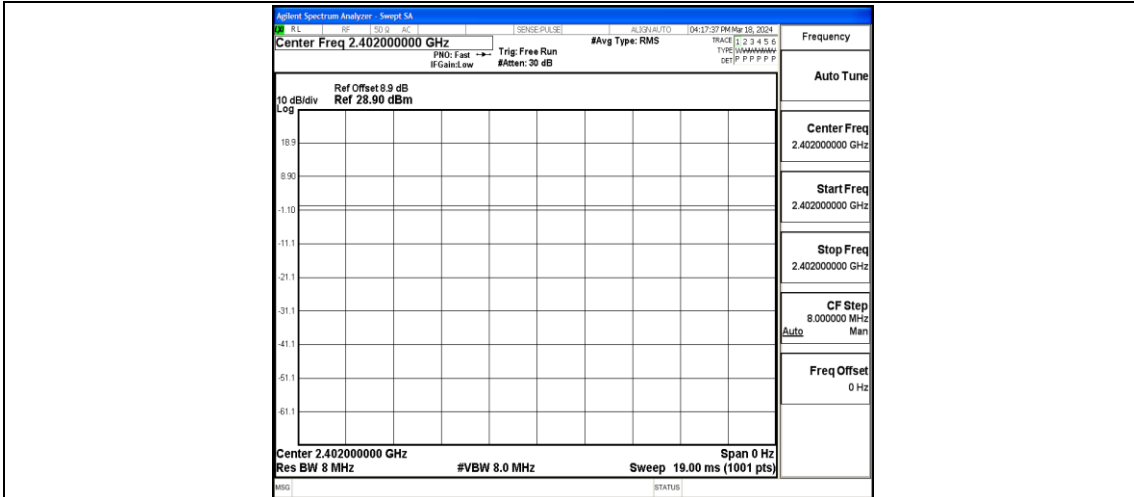 Agilent Spectrum Analyzer - Swept SA
RL RF 50 Ω AC SENSE:PULSE ALIGN AUTO 04:17:37 PM Mar 18, 2024
Center Freq 2.402000000 GHz
#Avg Type: RMS
TRACE 1 2 3 4 5 6
PNO: Fast
Trig: Free Run
TYPE
IFGain:Low
#Atten: 30 dB
DET P P P P P P
Ref Offset 8.9 dB
10 dB/div Ref 28.90 dBm
Log
18.9
8.90
-1.10
-11.1
-21.1
-31.1
-41.1
-51.1
-61.1
Center 2.402000000 GHz Span 0 Hz
Res BW 8 MHz #VBW 8.0 MHz Sweep 19.00 ms (1001 pts)
MSG STATUS
Frequency
Auto Tune
Center Freq
2.402000000 GHz
Start Freq
2.402000000 GHz
Stop Freq
2.402000000 GHz
CF Step
8.000000 MHz
Auto Man
Freq Offset
0 Hz